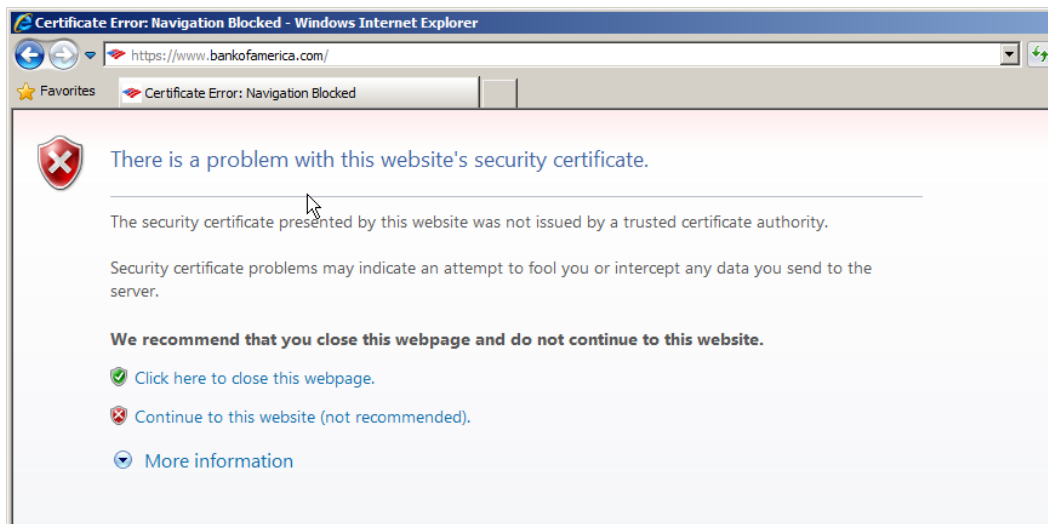 Certificate Error: Navigation Blocked - Windows Internet Explorer
https://www.bankofamerica.com/
Favorites
Certificate Error: Navigation Blocked
There is a problem with this website's security certificate.
The security certificate presented by this website was not issued by a trusted certificate authority.
Security certificate problems may indicate an attempt to fool you or intercept any data you send to the
server.
We recommend that you close this webpage and do not continue to this website.
Click here to close this webpage.
Continue to this website (not recommended).
More information